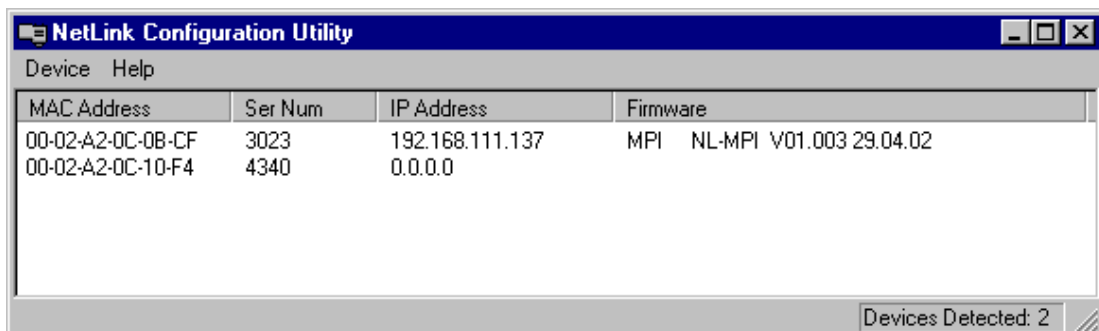 NetLink Configuration Utility
Device Help
MAC Address Ser Num IP Address Firmware
00-02-A2-0C-0B-CF 3023 192.168.111.137 MPI NL-MPI V01.003 29.04.02
00-02-A2-0C-10-F4 4340 0.0.0.0
Devices Detected: 2